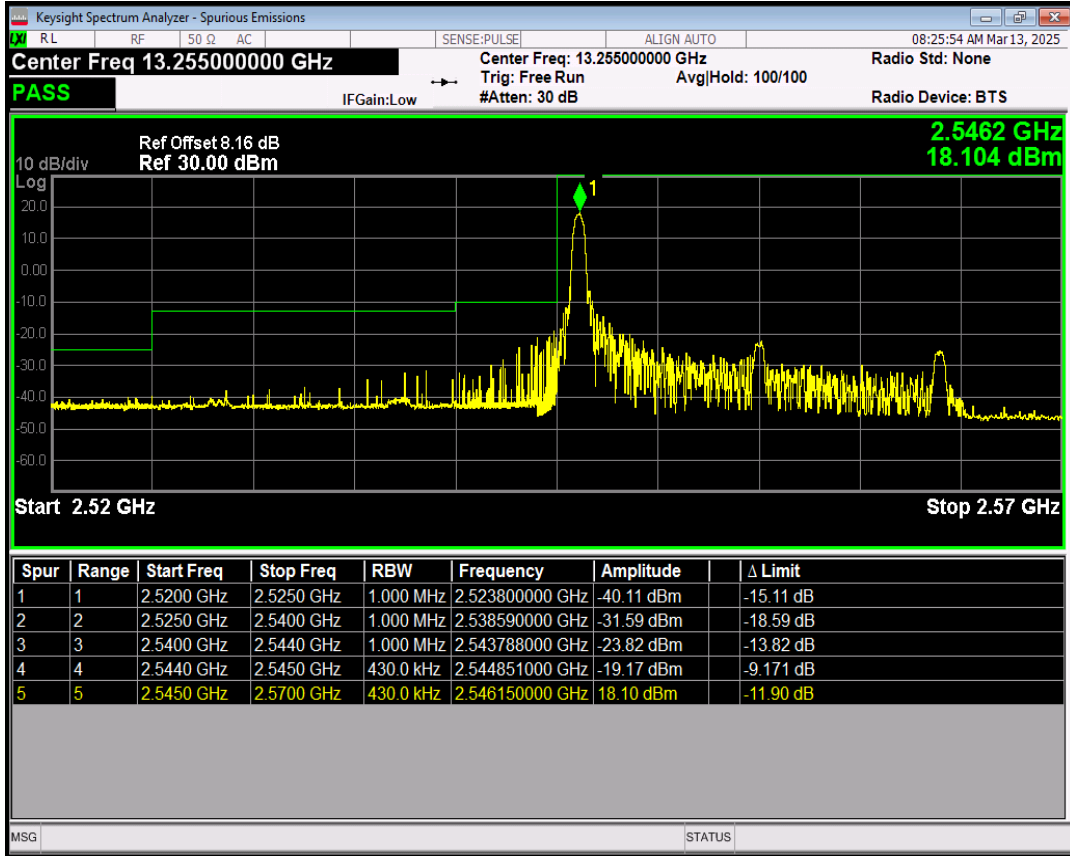 Keysight Spectrum Analyzer - Spurious Emissions
LXI RL RF 50 Ω AC SENSE:PULSE ALIGN AUTO 08:25:54 AM Mar 13, 2025
Center Freq 13.255000000 GHz Center Freq: 13.255000000 GHz Radio Std: None
Trig: Free Run Avg|Hold: 100/100
PASS IFGain:Low #Atten: 30 dB Radio Device: BTS
2.5462 GHz
Ref Offset 8.16 dB
10 dB/div Ref 30.00 dBm 18.104 dBm
Log
1
20.0
10.0
0.00
-10.0
-20.0
-30.0
-40.0
-50.0
-60.0
Start 2.52 GHz Stop 2.57 GHz
Spur Range Start Freq Stop Freq RBW Frequency Amplitude Δ Limit
1 1 2.5200 GHz 2.5250 GHz 1.000 MHz 2.523800000 GHz -40.11 dBm -15.11 dB
2 2 2.5250 GHz 2.5400 GHz 1.000 MHz 2.538590000 GHz -31.59 dBm -18.59 dB
3 3 2.5400 GHz 2.5440 GHz 1.000 MHz 2.543788000 GHz -23.82 dBm -13.82 dB
4 4 2.5440 GHz 2.5450 GHz 430.0 kHz 2.544851000 GHz -19.17 dBm -9.171 dB
5 5 2.5450 GHz 2.5700 GHz 430.0 kHz 2.546150000 GHz 18.10 dBm -11.90 dB
MSG STATUS